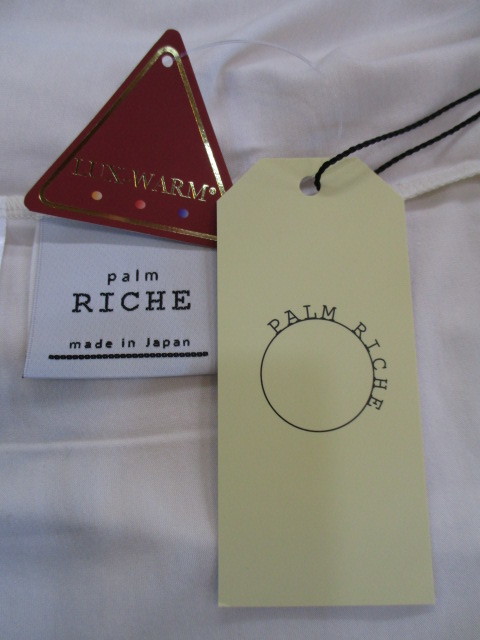 LUX-WARM®
palm
RICHE
made in Japan
PALM RICHE